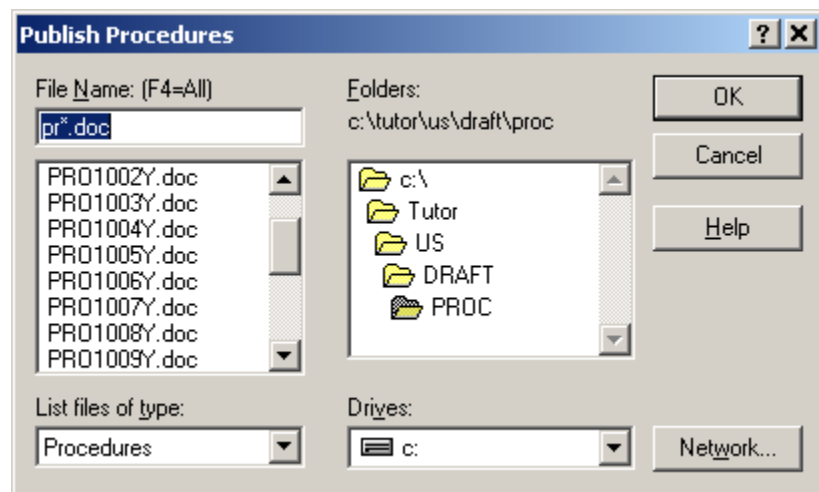 Publish Procedures
File Name: (F4=All)
pr*.doc
PRO1002Y.doc
PRO1003Y.doc
PRO1004Y.doc
PRO1005Y.doc
PRO1006Y.doc
PRO1007Y.doc
PRO1008Y.doc
PRO1009Y.doc
List files of type:
Procedures
Folders:
c:\tutor\us\draft\proc
c:\
Tutor
US
DRAFT
PROC
Drives:
c:
OK
Cancel
Help
Network...